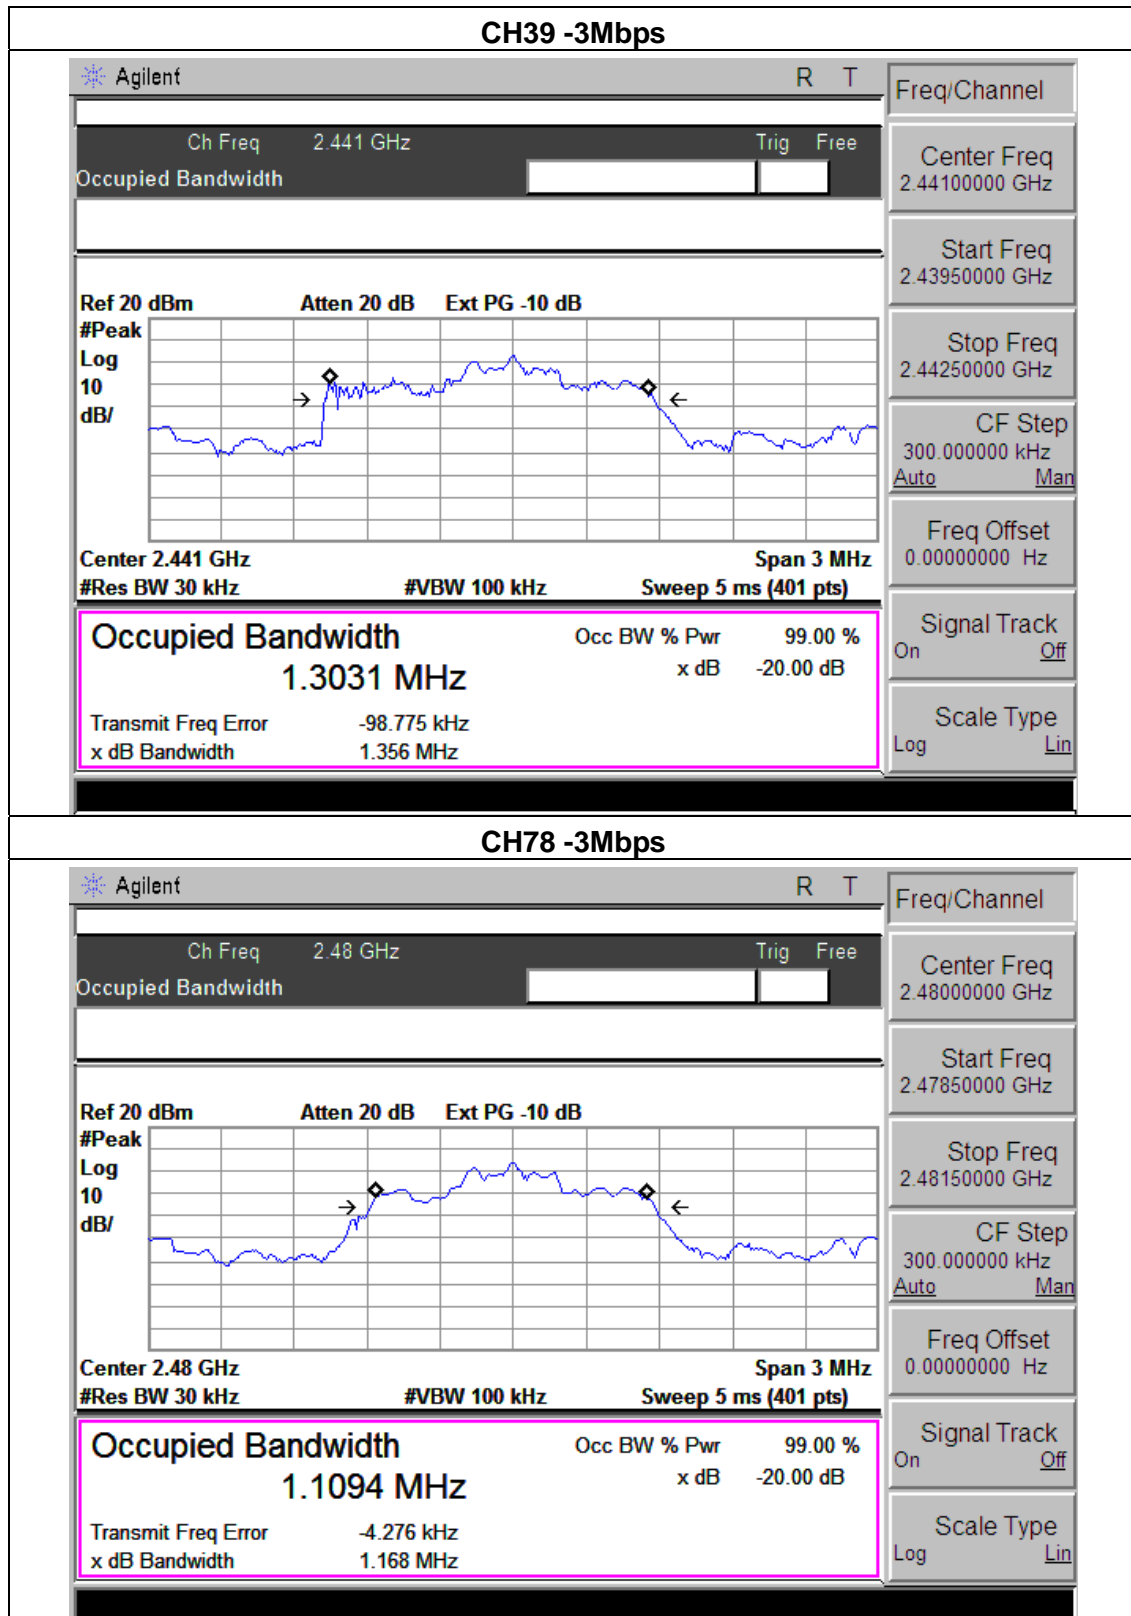 CH39 -3Mbps
Agilent R T
Freq/Channel
Ch Freq 2.441 GHz Trig Free
Occupied Bandwidth
Center Freq
2.44100000 GHz
Start Freq
2.43950000 GHz
Stop Freq
2.44250000 GHz
CF Step
300.000000 kHz
Auto Man
Freq Offset
0.00000000 Hz
Signal Track
On Off
Scale Type
Log Lin
Ref 20 dBm Atten 20 dB Ext PG -10 dB
#Peak
Log
10
dB/
Center 2.441 GHz Span 3 MHz
#Res BW 30 kHz #VBW 100 kHz Sweep 5 ms (401 pts)
Occupied Bandwidth Occ BW % Pwr 99.00 %
1.3031 MHz x dB -20.00 dB
Transmit Freq Error -98.775 kHz
x dB Bandwidth 1.356 MHz
CH78 -3Mbps
Agilent R T
Freq/Channel
Ch Freq 2.48 GHz Trig Free
Occupied Bandwidth
Center Freq
2.48000000 GHz
Start Freq
2.47850000 GHz
Stop Freq
2.48150000 GHz
CF Step
300.000000 kHz
Auto Man
Freq Offset
0.00000000 Hz
Signal Track
On Off
Scale Type
Log Lin
Ref 20 dBm Atten 20 dB Ext PG -10 dB
#Peak
Log
10
dB/
Center 2.48 GHz Span 3 MHz
#Res BW 30 kHz #VBW 100 kHz Sweep 5 ms (401 pts)
Occupied Bandwidth Occ BW % Pwr 99.00 %
1.1094 MHz x dB -20.00 dB
Transmit Freq Error -4.276 kHz
x dB Bandwidth 1.168 MHz